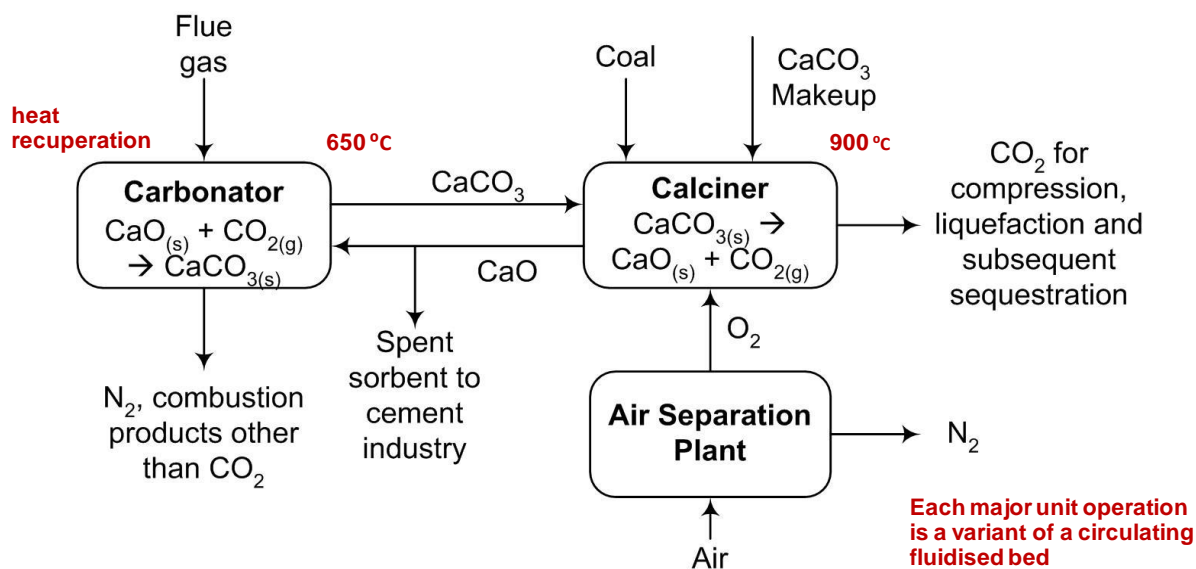 Flue
gas
heat
recuperation
650 ⁰C
Carbonator
CaO(s) + CO2(g)
→ CaCO3(s)
CaCO3
CaO
Coal
CaCO3
Makeup
900 ⁰C
Calciner
CaCO3(s) →
CaO(s) + CO2(g)
CO2 for
compression,
liquefaction and
subsequent
sequestration
N2, combustion
products other
than CO2
Spent
sorbent to
cement
industry
O2
Air Separation
Plant
N2
Air
Each major unit operation
is a variant of a circulating
fluidised bed